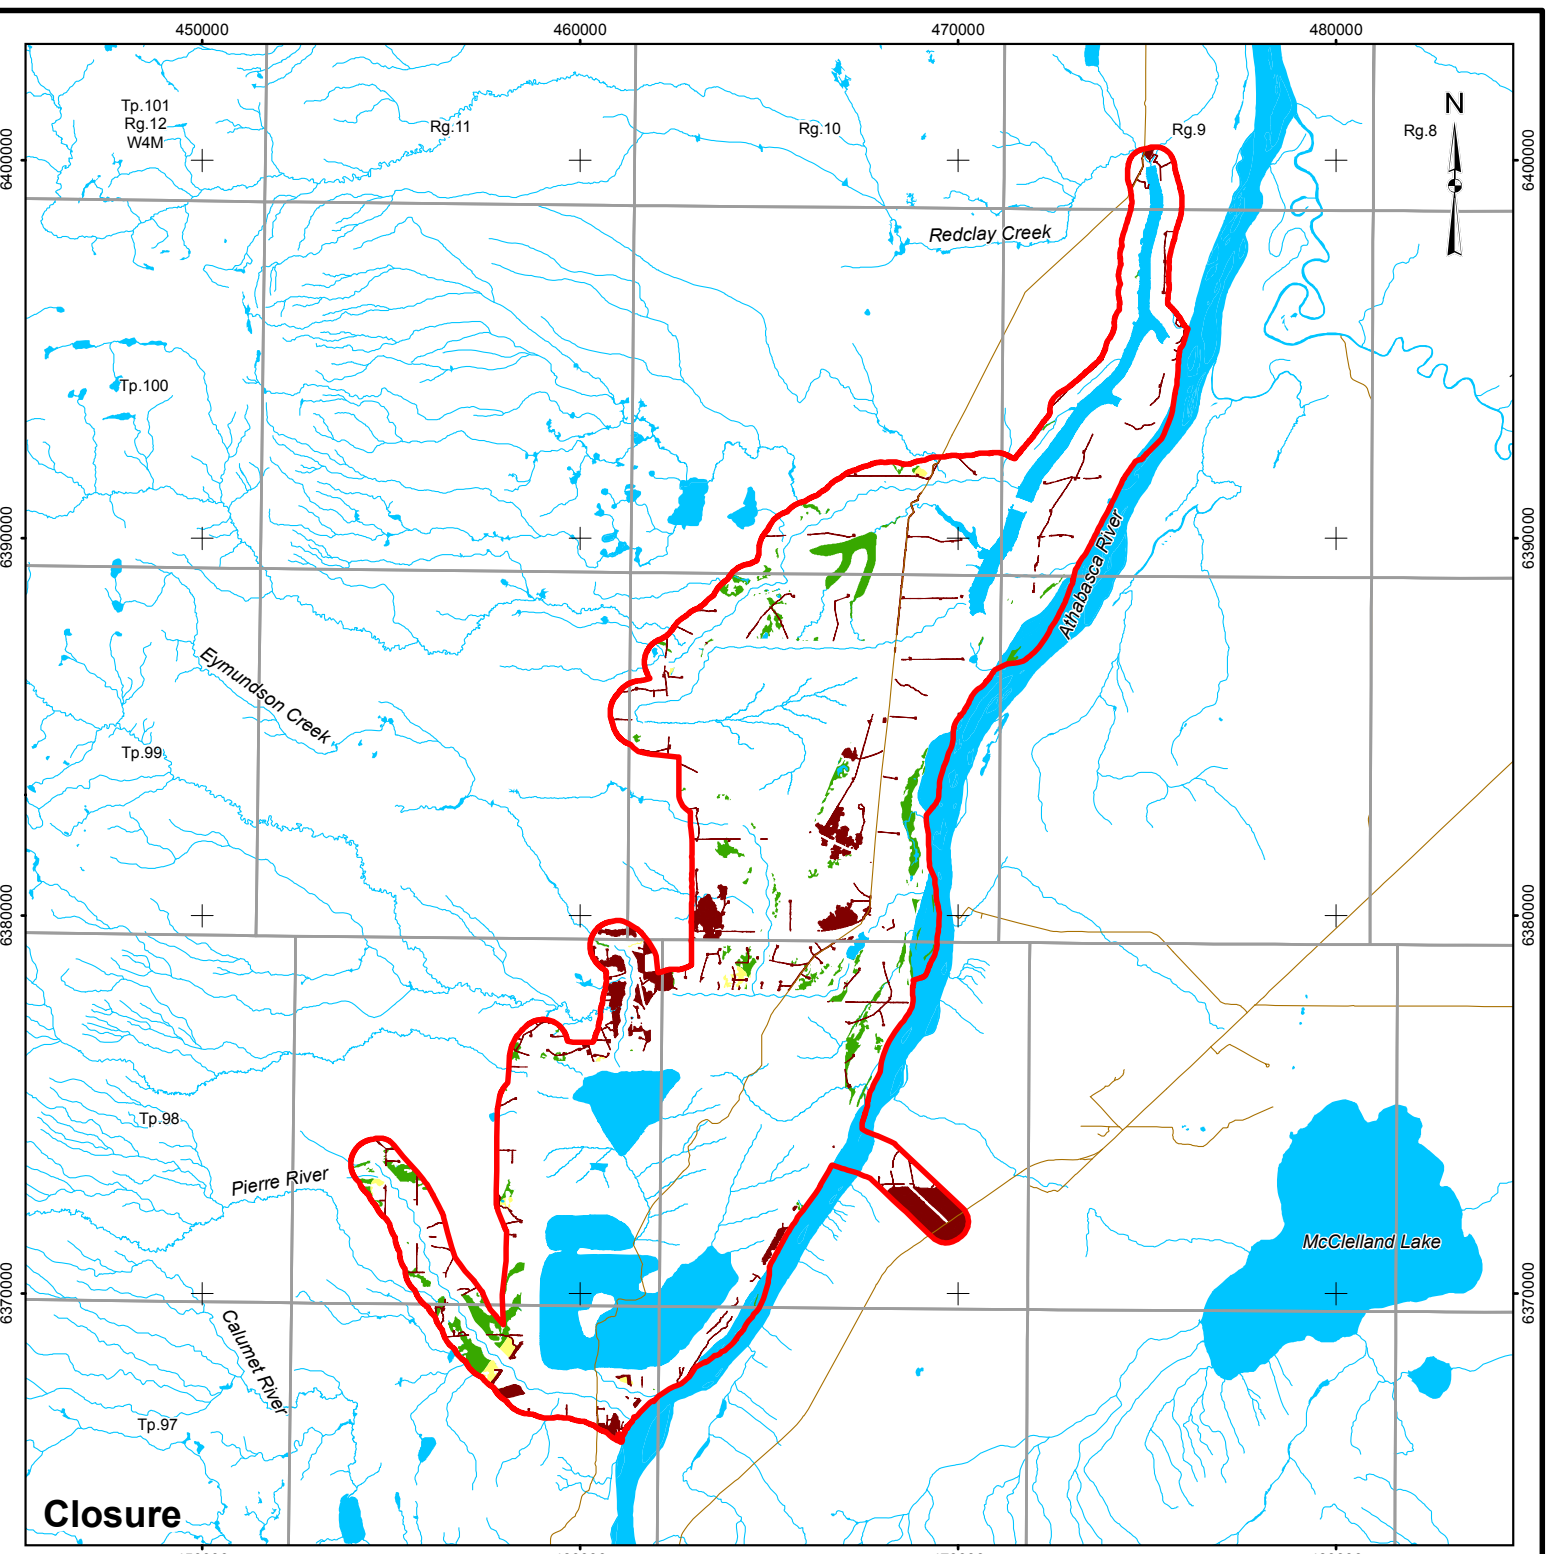 450000
460000
470000
480000
6400000
6400000
Tp.101
Rg.12
W4M
Rg.11
Rg.10
Rg.9
Rg.8
N
Redclay Creek
Tp.100
6390000
6390000
Athabasca River
Eymundson Creek
Tp.99
6380000
6380000
Tp.98
Pierre River
McClelland Lake
6370000
6370000
Calumet River
Tp.97
Closure